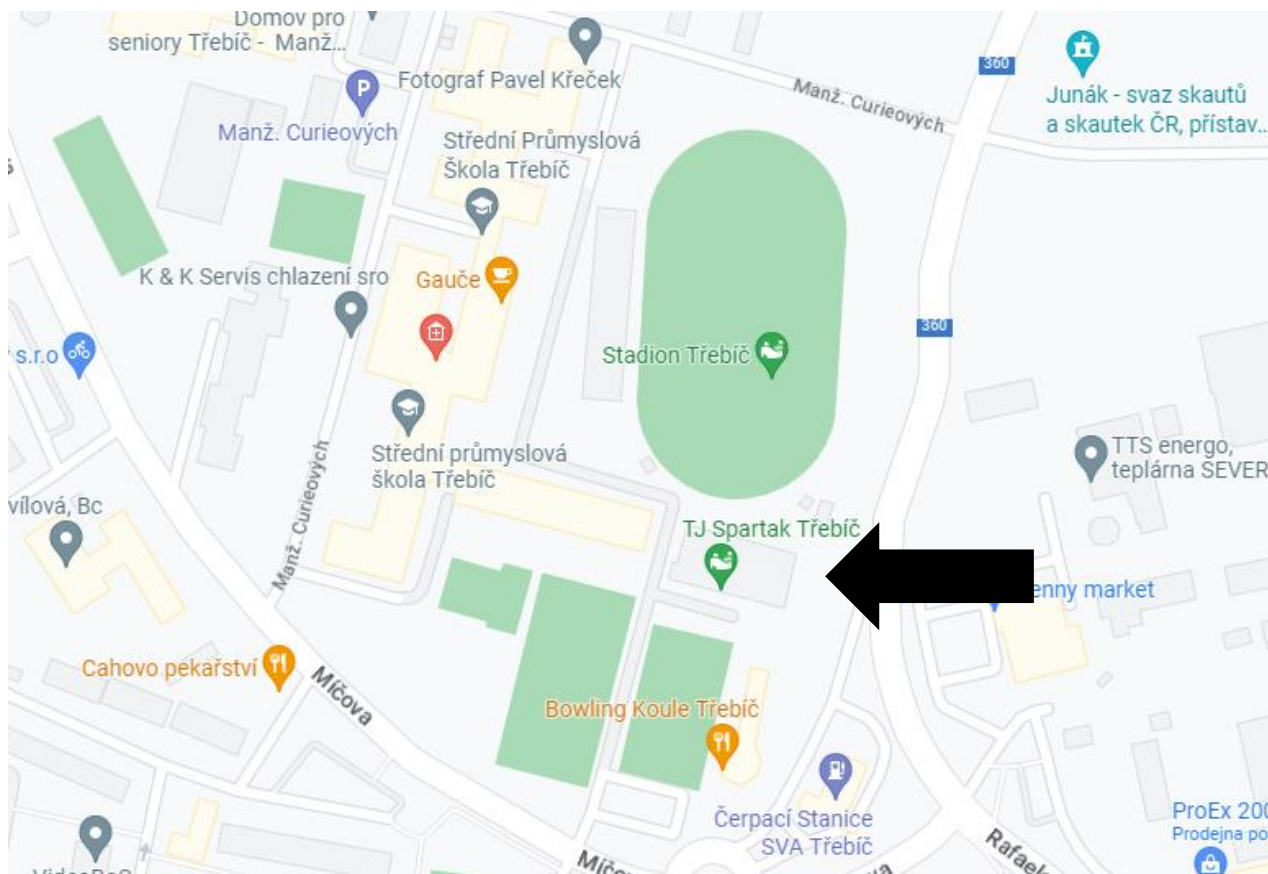 Domov pro
seniory Třebíč - Manž...
Fotograf Pavel Křeček
P
Manž. Curieových
Manž. Curieových
360
Junák - svaz skautů
a skautek ČR, přístav...
Střední Průmyslová
Škola Třebíč
K & K Servis chlazení sro
Gauče
360
s.r.o
Stadion Třebíč
Střední průmyslová
škola Třebíč
Manž. Curieových
TTS energo,
teplárna SEVER
vílová, Bc
TJ Spartak Třebíč
enny market
Cahovo pekařství
Míčova
Bowling Koule Třebíč
Čerpací Stanice
SVA Třebíč
ProEx 200
Prodejna po
Rafaelo
Míčo
va